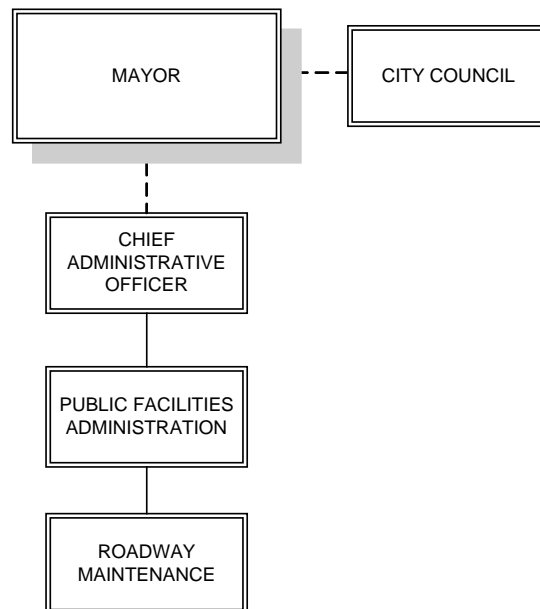 MAYOR
CITY COUNCIL
CHIEF
ADMINISTRATIVE
OFFICER
PUBLIC FACILITIES
ADMINISTRATION
ROADWAY
MAINTENANCE